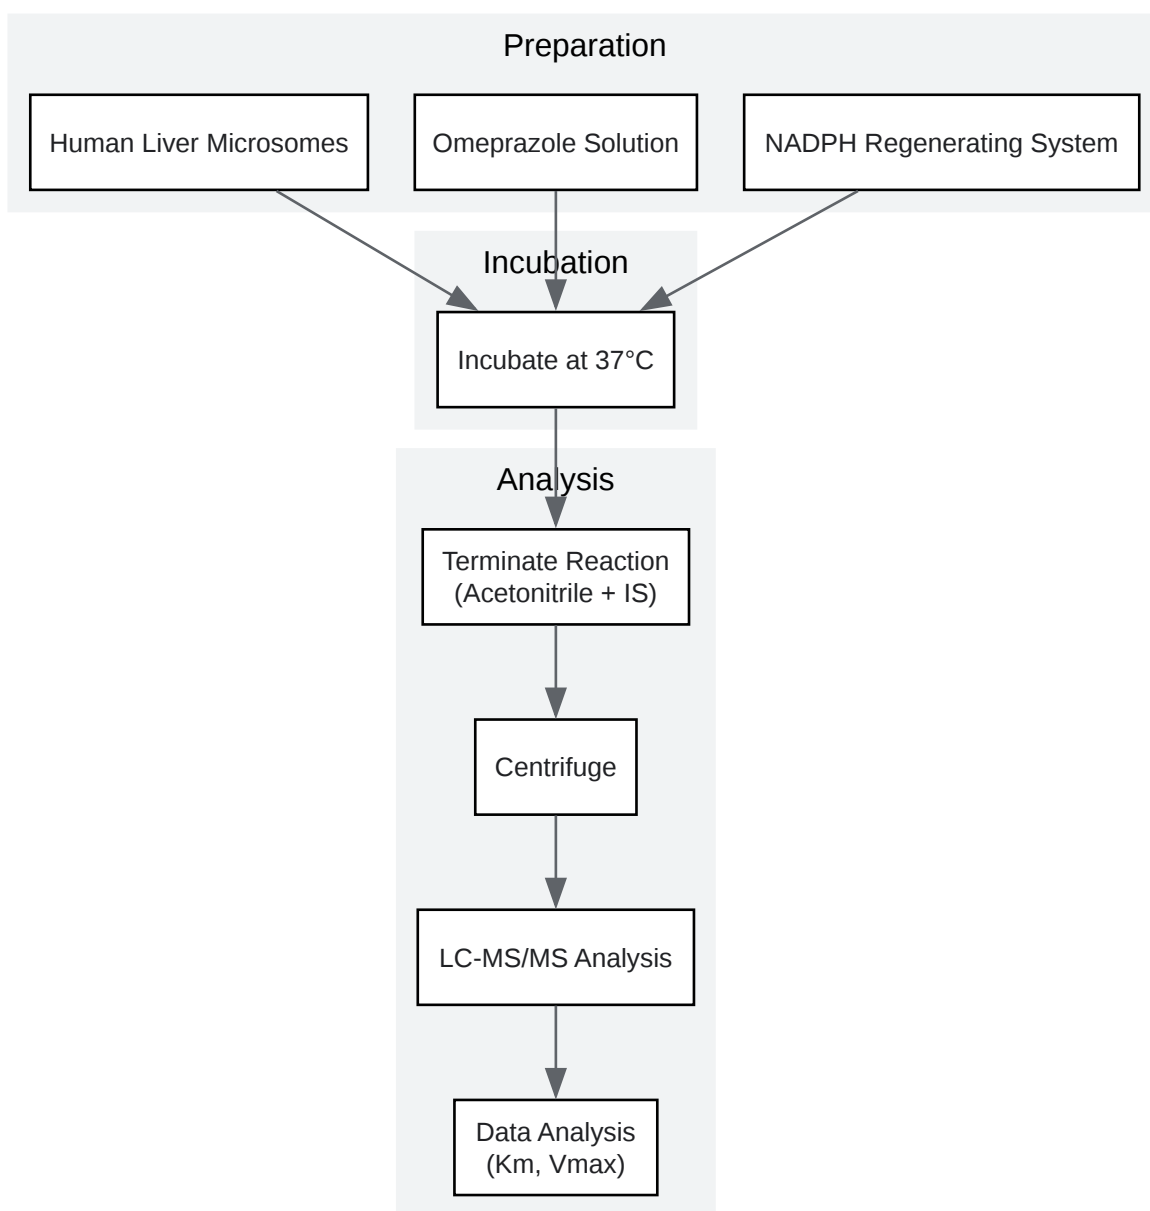 Preparation
Human Liver Microsomes
Omeprazole Solution
NADPH Regenerating System
Incubation
Incubate at 37°C
Analysis
Terminate Reaction
(Acetonitrile + IS)
Centrifuge
LC-MS/MS Analysis
Data Analysis
(Km, Vmax)